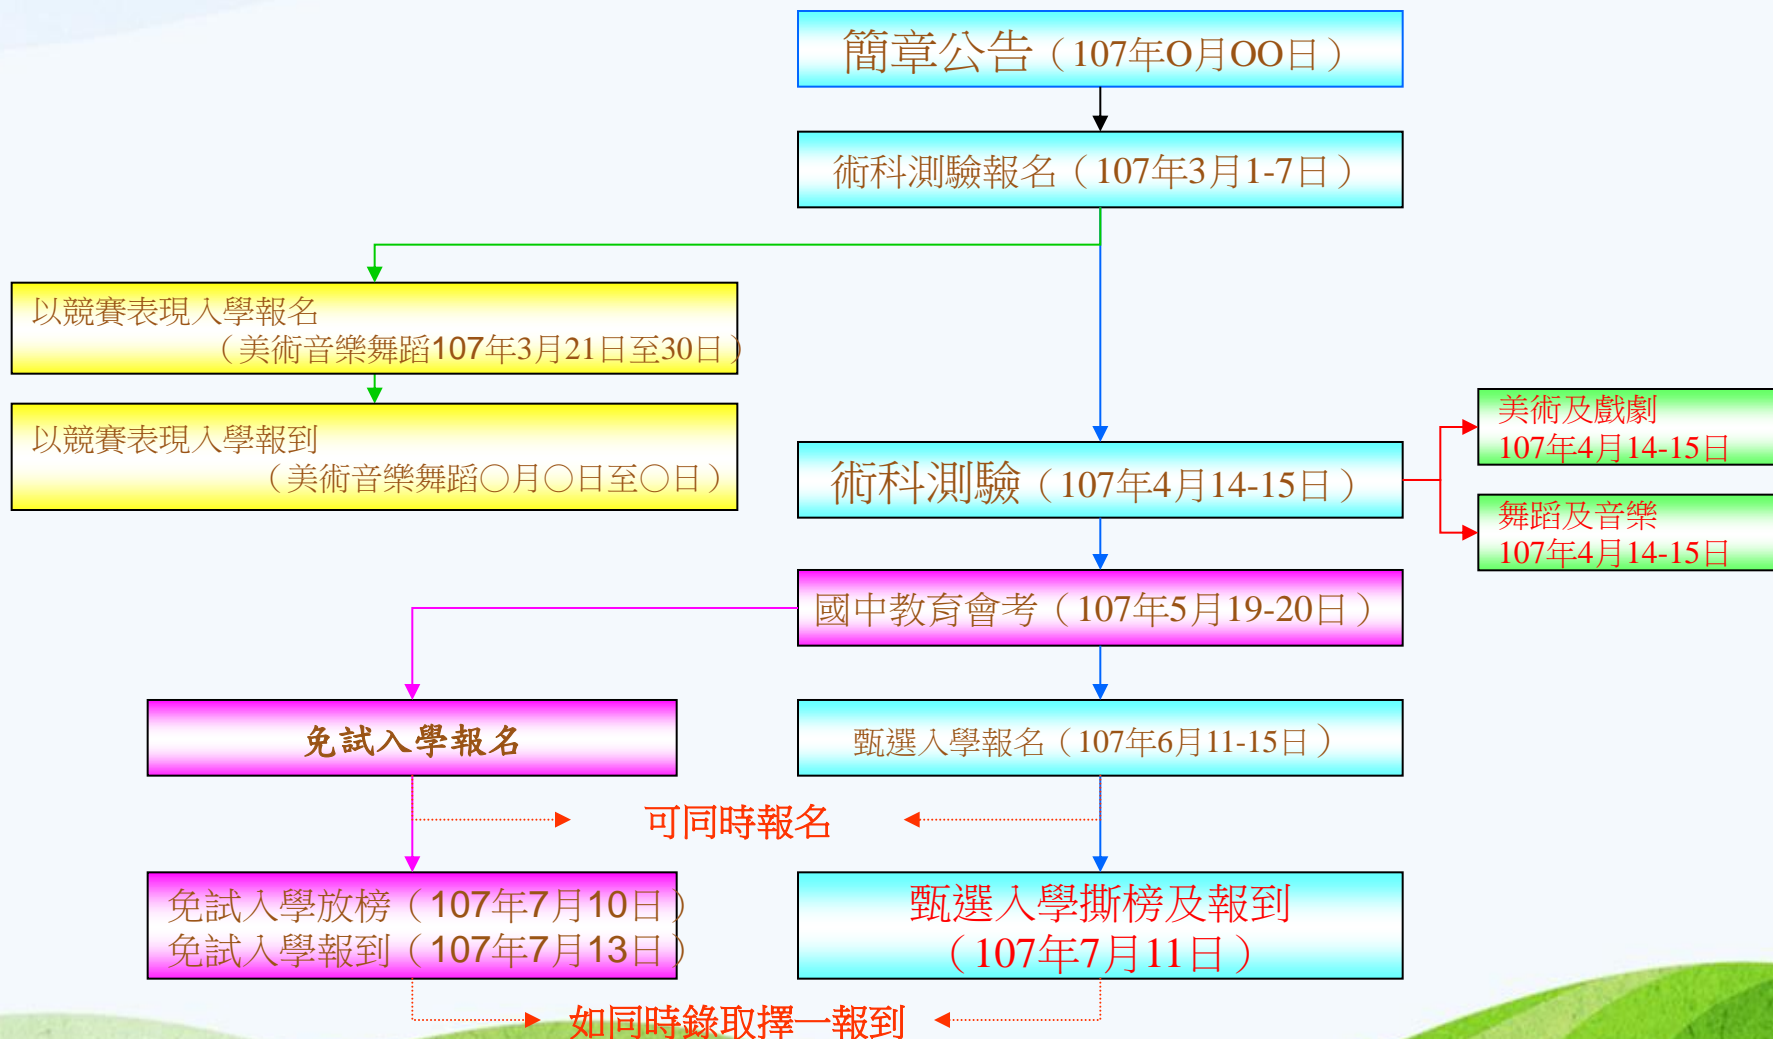 簡章公告（107年O月OO日）
術科測驗報名（107年3月1-7日）
以競賽表現入學報名
（美術音樂舞蹈107年3月21日至30日）
以競賽表現入學報到
（美術音樂舞蹈○月○日至○日）
術科測驗（107年4月14-15日）
美術及戲劇
107年4月14-15日
舞蹈及音樂
107年4月14-15日
國中教育會考（107年5月19-20日）
免試入學報名
甄選入學報名（107年6月11-15日）
可同時報名
免試入學放榜（107年7月10日）
免試入學報到（107年7月13日）
甄選入學撕榜及報到
（107年7月11日）
如同時錄取擇一報到